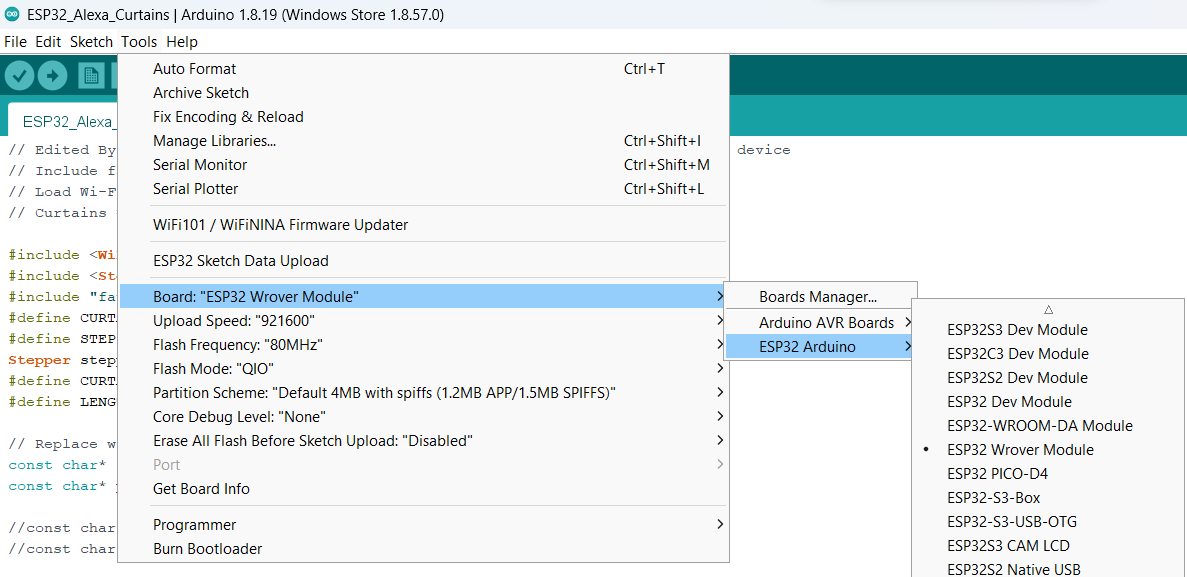 ESP32_Alexa_Curtains | Arduino 1.8.19 (Windows Store 1.8.57.0)
File Edit Sketch Tools Help
ESP32_Alexa_
Auto Format Ctrl+T
Archive Sketch
Fix Encoding & Reload
Manage Libraries... Ctrl+Shift+I
Serial Monitor Ctrl+Shift+M
Serial Plotter Ctrl+Shift+L
WiFi101 / WiFiNINA Firmware Updater
ESP32 Sketch Data Upload
Board: "ESP32 Wrover Module"
Upload Speed: "921600"
Flash Frequency: "80MHz"
Flash Mode: "QIO"
Partition Scheme: "Default 4MB with spiffs (1.2MB APP/1.5MB SPIFFS)"
Core Debug Level: "None"
Erase All Flash Before Sketch Upload: "Disabled"
Port
Get Board Info
Programmer
Burn Bootloader
Boards Manager...
Arduino AVR Boards
ESP32 Arduino
ESP32S3 Dev Module
ESP32C3 Dev Module
ESP32S2 Dev Module
ESP32 Dev Module
ESP32-WROOM-DA Module
ESP32 Wrover Module
ESP32 PICO-D4
ESP32-S3-Box
ESP32-S3-USB-OTG
ESP32S3 CAM LCD
ESP32S2 Native USB
// Edited By device
// Include f
// Load Wi-F
// Curtains
#include <Wi
#include <St
#include "fa
#define CURT
#define STEP
Stepper step
#define CURT
#define LENG
// Replace w
const char*
const char*
//const char
//const char